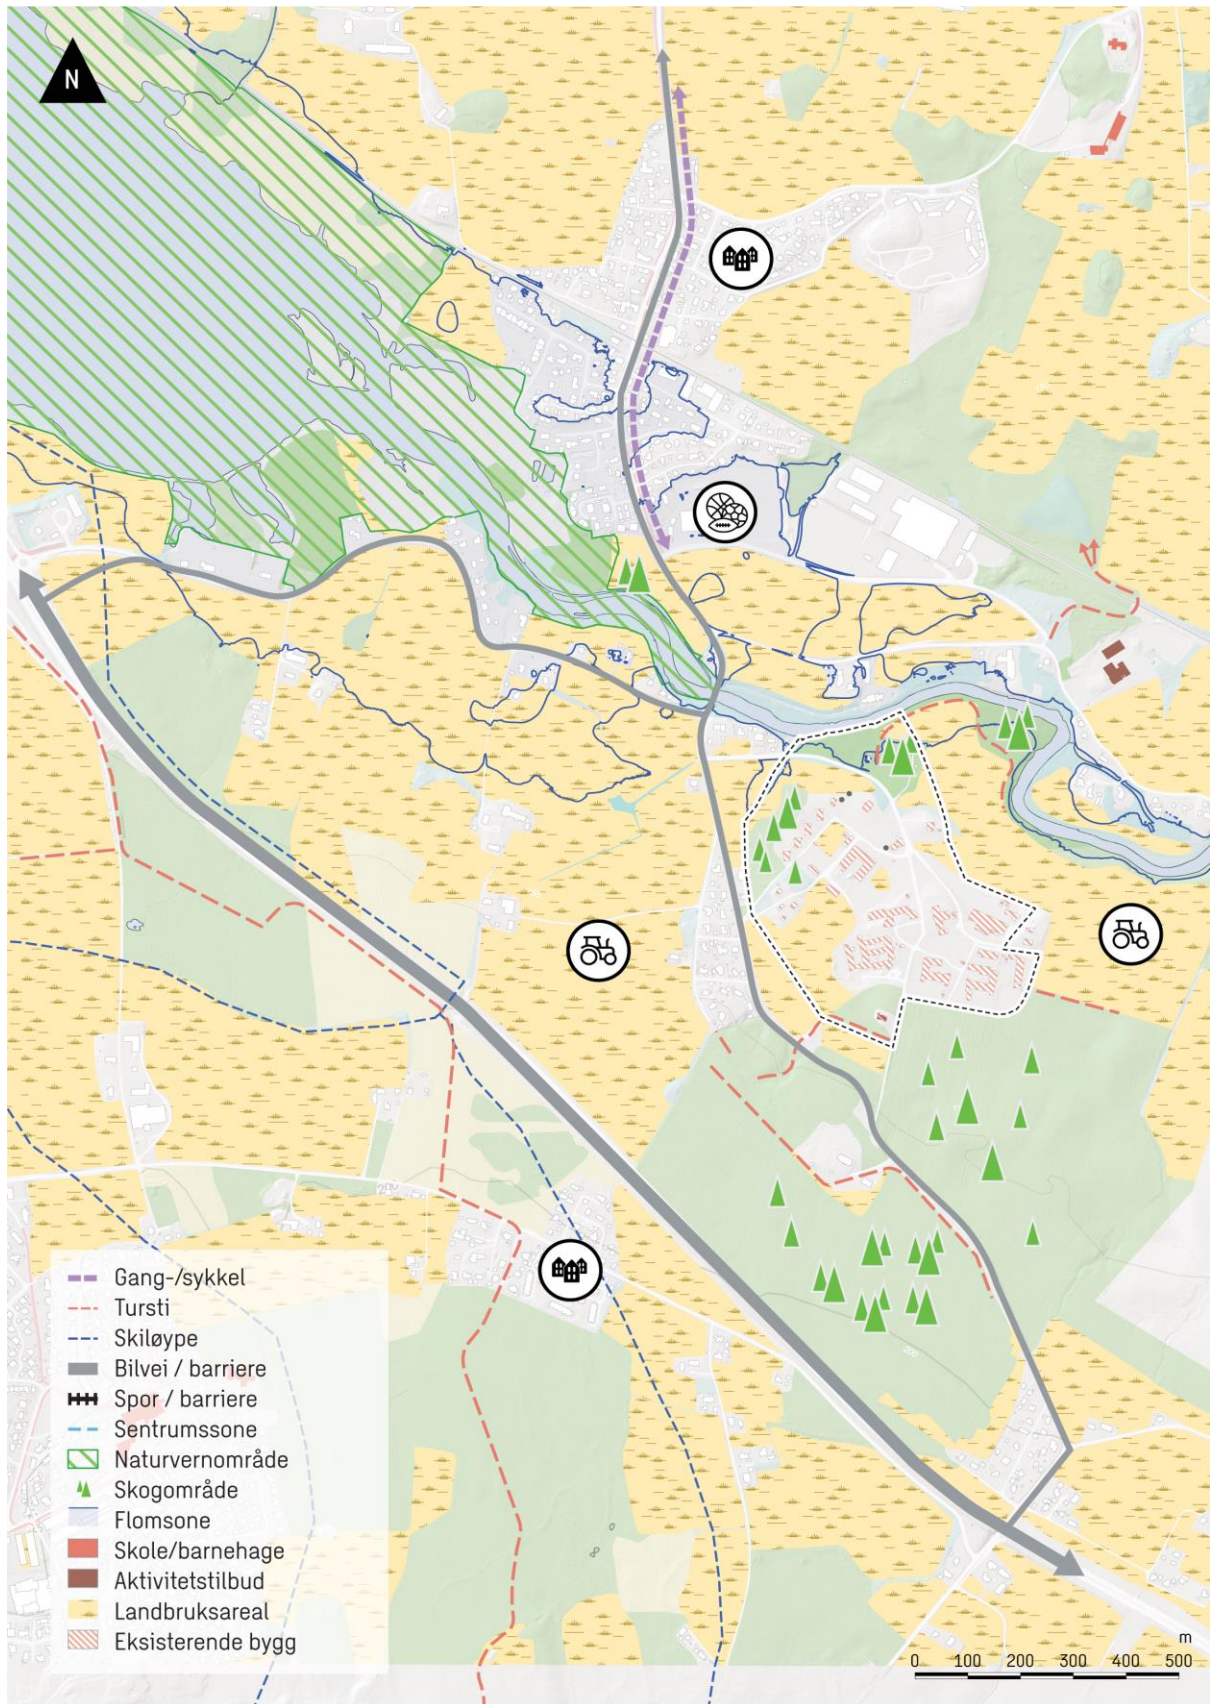 N
Gang-/sykkel
Tursti
Skiløype
Bilvei / barriere
Spor / barriere
Sentrumssone
Naturvernområde
Skogområde
Flomsone
Skole/barnehage
Aktivitetstilbud
Landbruksareal
Eksisterende bygg
m
0 100 200 300 400 500